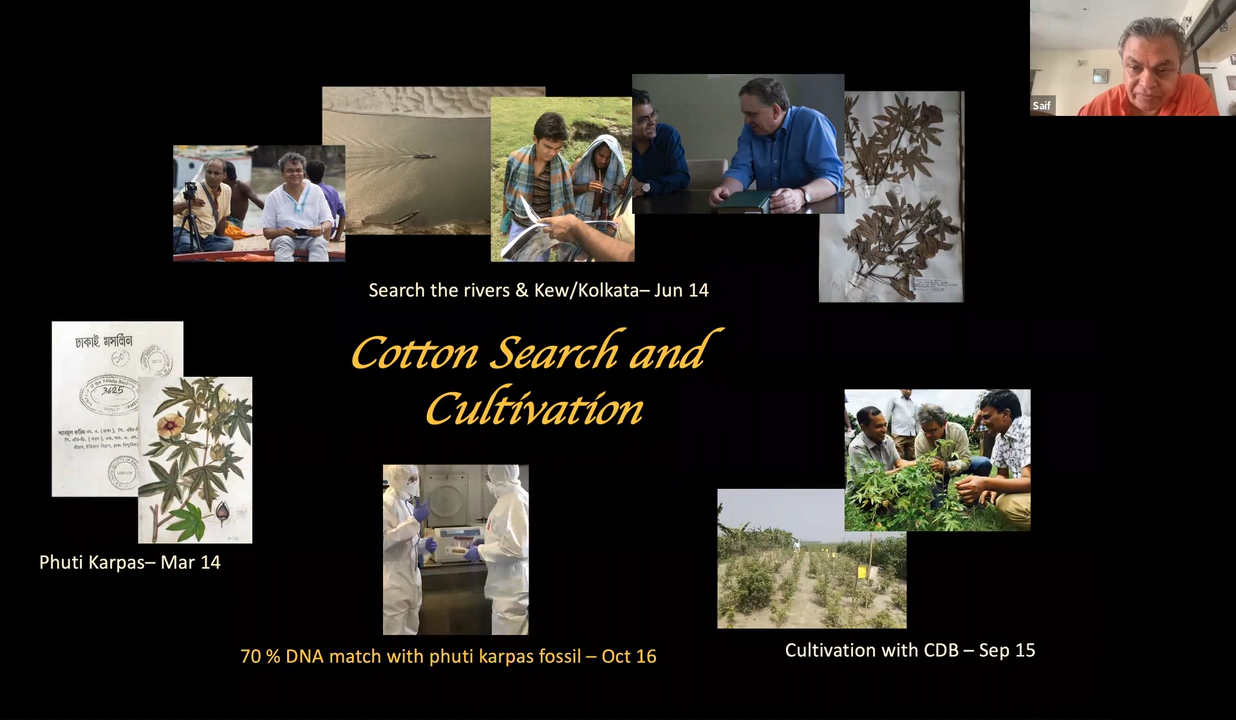 Saif
Search the rivers & Kew/Kolkata– Jun 14
Cotton Search and
Cultivation
ঢাকাই মসলিন
3625
Phuti Karpas– Mar 14
70 % DNA match with phuti karpas fossil – Oct 16
Cultivation with CDB – Sep 15